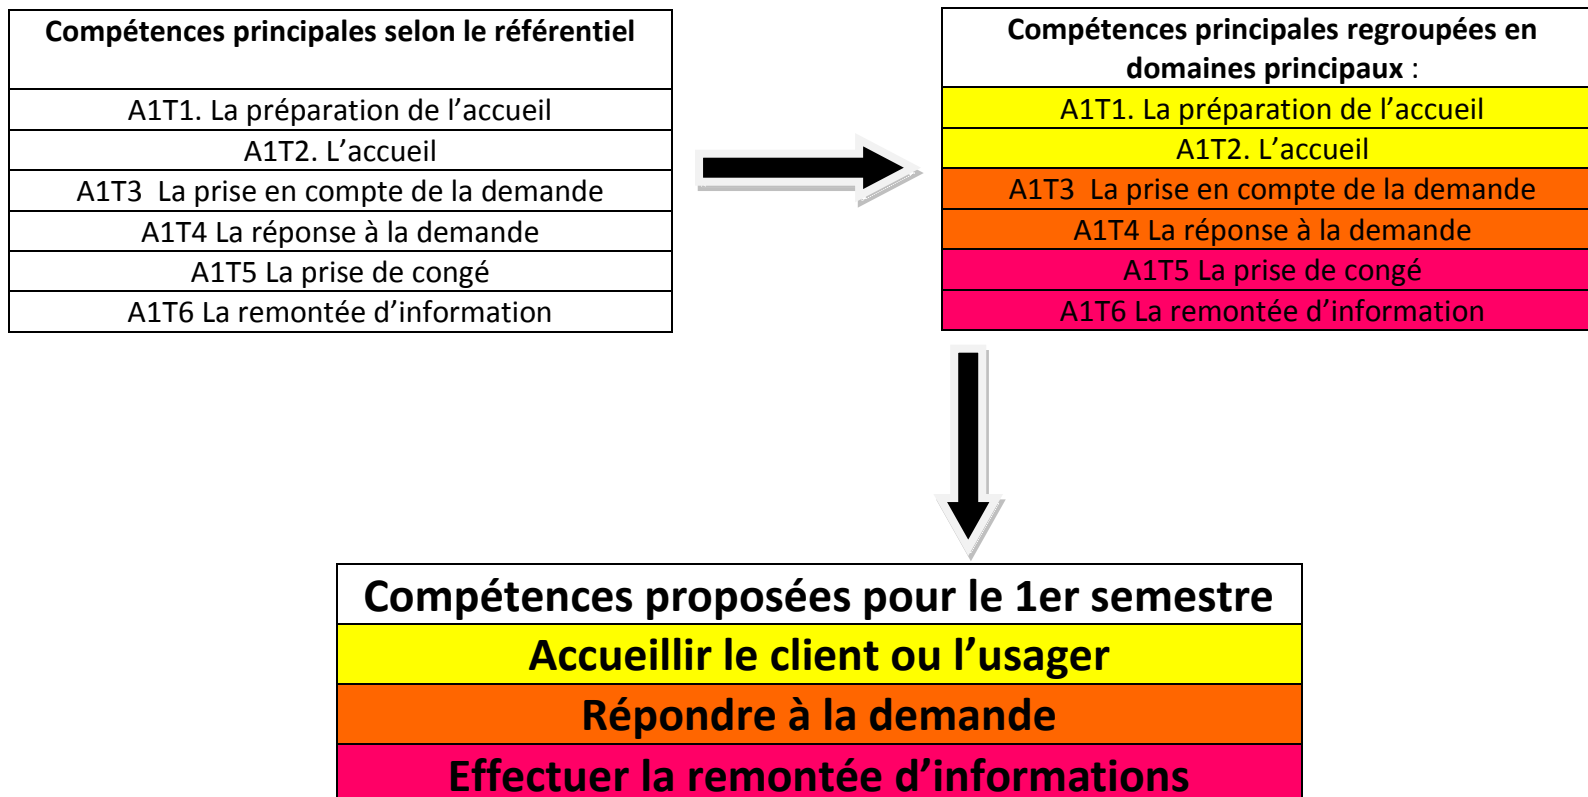 Compétences principales selon le référentiel
A1T1. La préparation de l’accueil
A1T2. L’accueil
A1T3  La prise en compte de la demande
A1T4 La réponse à la demande
A1T5 La prise de congé
A1T6 La remontée d’information
Compétences principales regroupées en
domaines principaux :
A1T1. La préparation de l’accueil
A1T2. L’accueil
A1T3  La prise en compte de la demande
A1T4 La réponse à la demande
A1T5 La prise de congé
A1T6 La remontée d’information
Compétences proposées pour le 1er semestre
Accueillir le client ou l’usager
Répondre à la demande
Effectuer la remontée d’informations